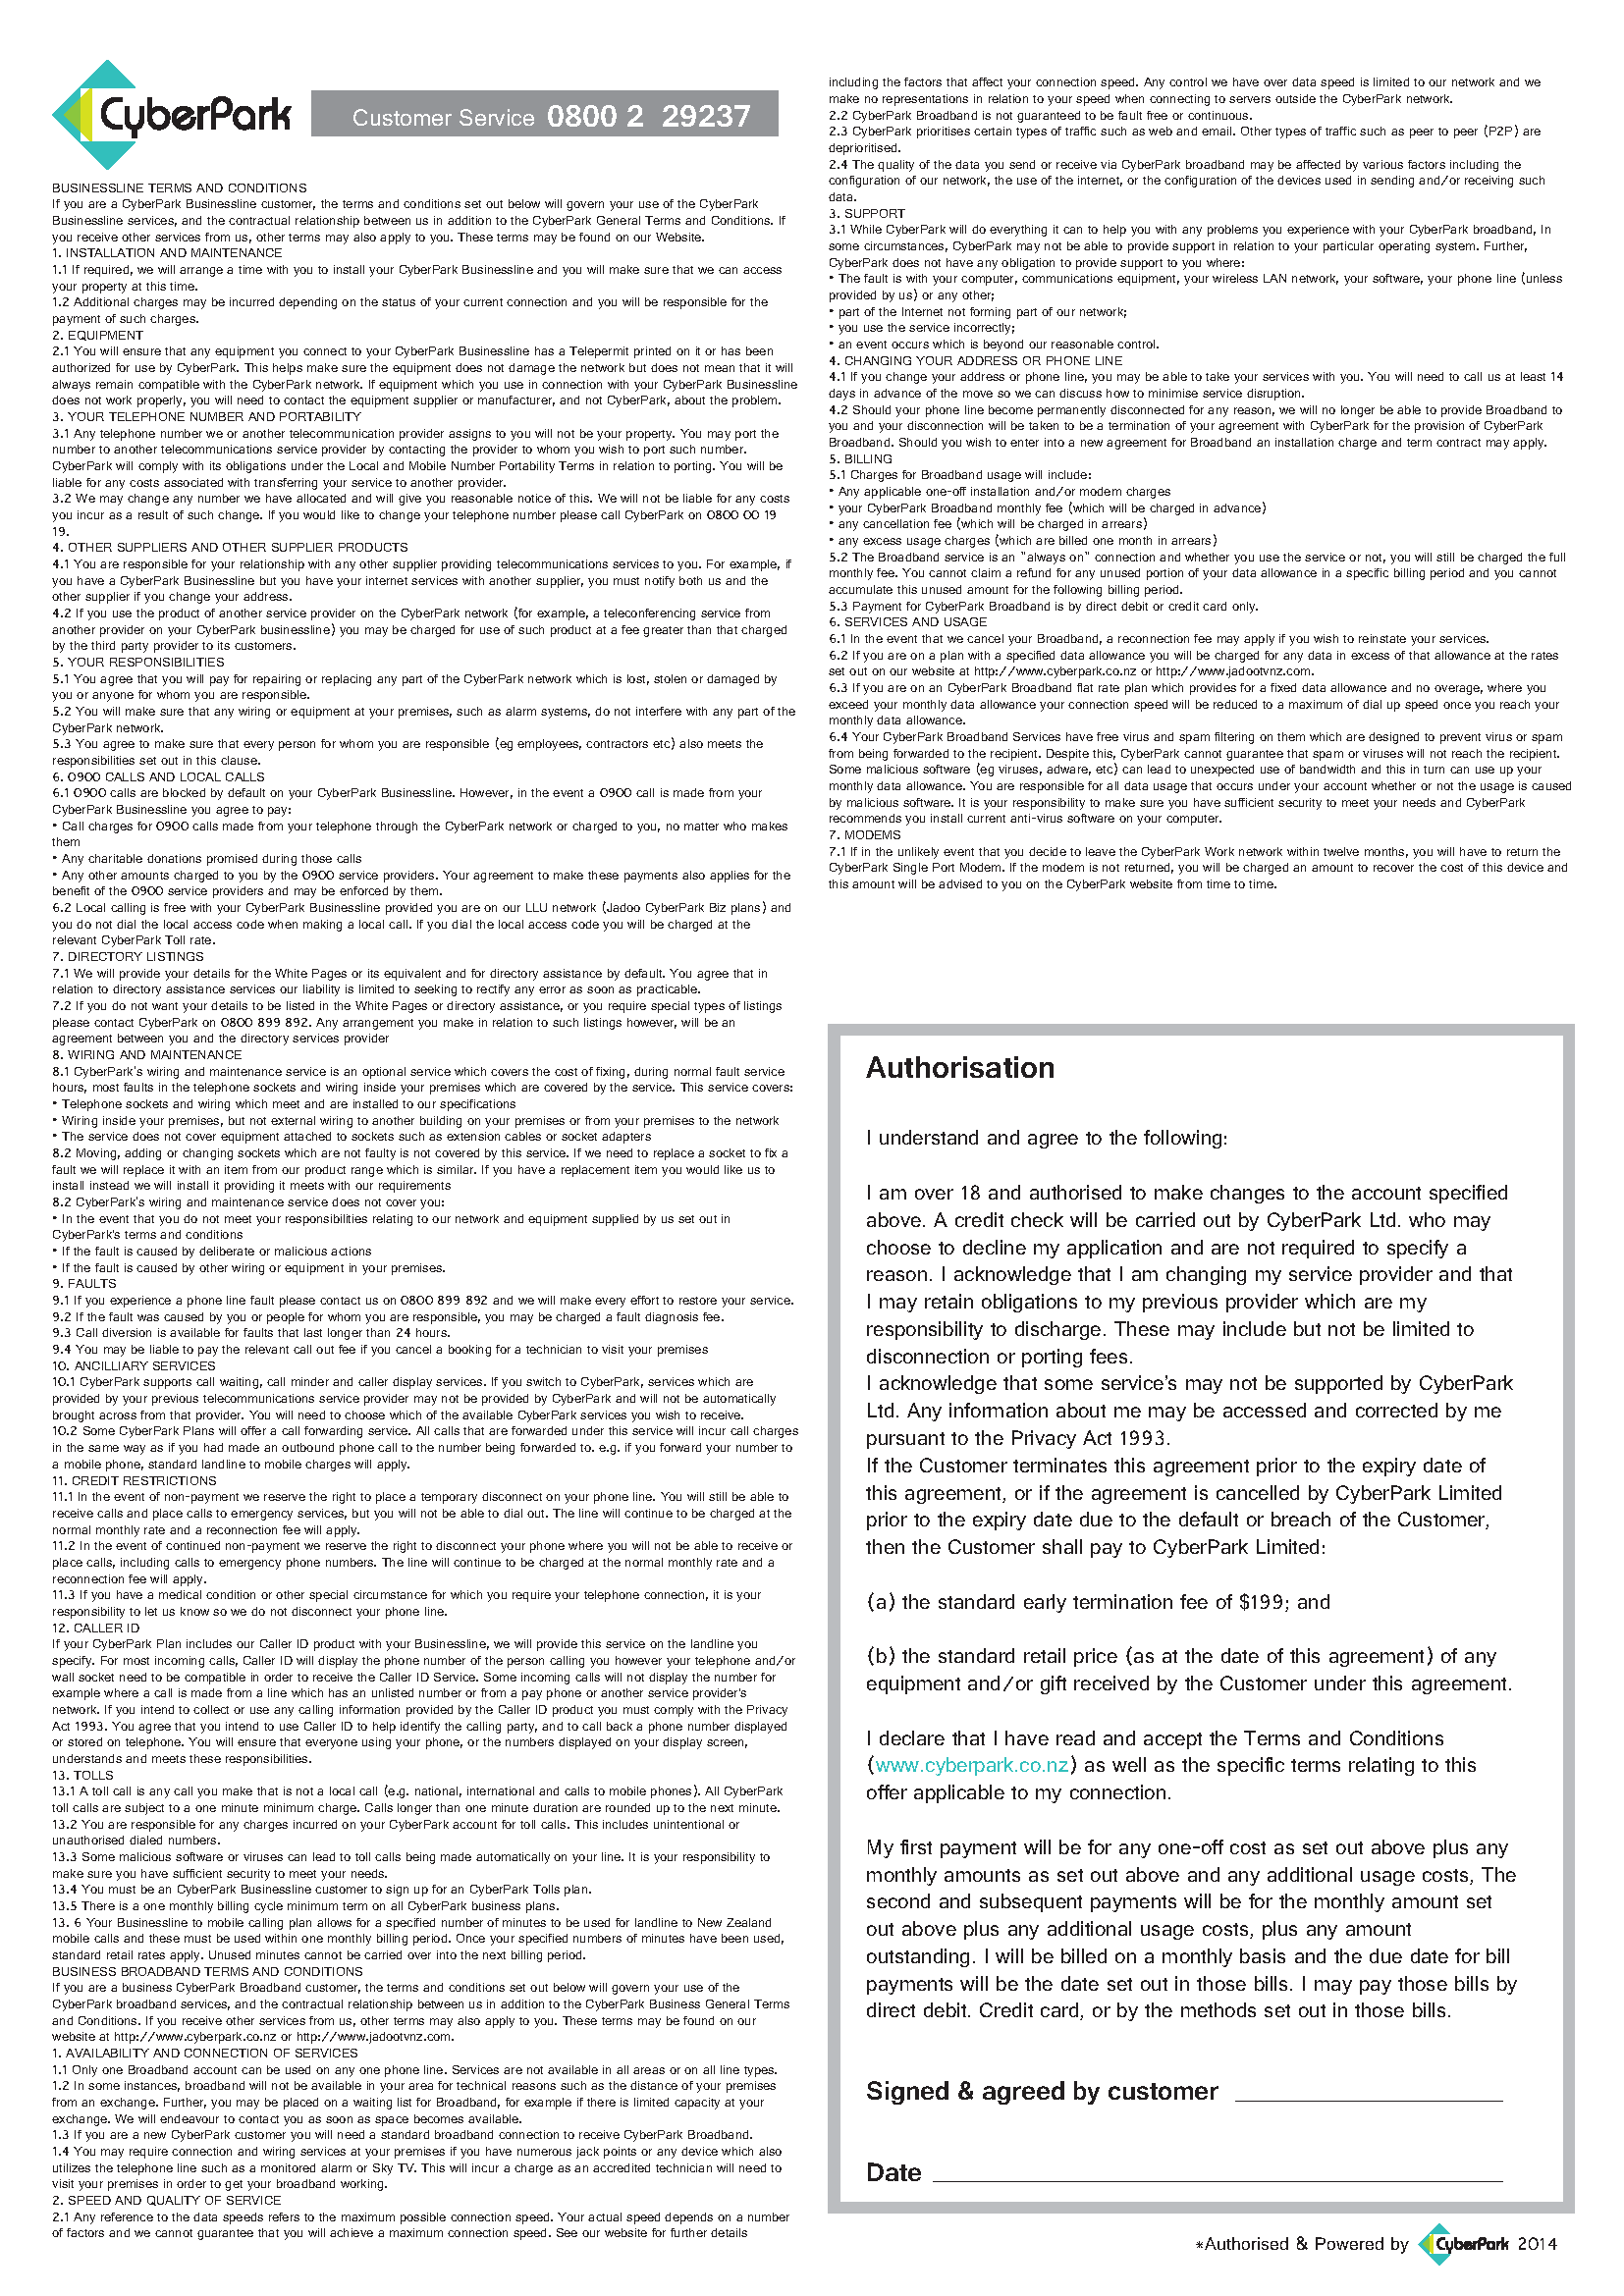 CyberPark
Customer Service 0800 2 29237
BUSINESSLINE TERMS AND CONDITIONS
If you are a CyberPark Businessline customer, the terms and conditions set out below will govern your use of the CyberPark
Businessline services, and the contractual relationship between us in addition to the CyberPark General Terms and Conditions. If
you receive other services from us, other terms may also apply to you. These terms may be found on our Website.
1. INSTALLATION AND MAINTENANCE
1.1 If required, we will arrange a time with you to install your CyberPark Businessline and you will make sure that we can access
your property at this time.
1.2 Additional charges may be incurred depending on the status of your current connection and you will be responsible for the
payment of such charges.
2. EQUIPMENT
2.1 You will ensure that any equipment you connect to your CyberPark Businessline has a Telepermit printed on it or has been
authorized for use by CyberPark. This helps make sure the equipment does not damage the network but does not mean that it will
always remain compatible with the CyberPark network. If equipment which you use in connection with your CyberPark Businessline
does not work properly, you will need to contact the equipment supplier or manufacturer, and not CyberPark, about the problem.
3. YOUR TELEPHONE NUMBER AND PORTABILITY
3.1 Any telephone number we or another telecommunication provider assigns to you will not be your property. You may port the
number to another telecommunications service provider by contacting the provider to whom you wish to port such number.
CyberPark will comply with its obligations under the Local and Mobile Number Portability Terms in relation to porting. You will be
liable for any costs associated with transferring your service to another provider.
3.2 We may change any number we have allocated and will give you reasonable notice of this. We will not be liable for any costs
you incur as a result of such change. If you would like to change your telephone number please call CyberPark on 0800 00 19
19.
4. OTHER SUPPLIERS AND OTHER SUPPLIER PRODUCTS
4.1 You are responsible for your relationship with any other supplier providing telecommunications services to you. For example, if
you have a CyberPark Businessline but you have your internet services with another supplier, you must notify both us and the
other supplier if you change your address.
4.2 If you use the product of another service provider on the CyberPark network (for example, a teleconferencing service from
another provider on your CyberPark businessline) you may be charged for use of such product at a fee greater than that charged
by the third party provider to its customers.
5. YOUR RESPONSIBILITIES
5.1 You agree that you will pay for repairing or replacing any part of the CyberPark network which is lost, stolen or damaged by
you or anyone for whom you are responsible.
5.2 You will make sure that any wiring or equipment at your premises, such as alarm systems, do not interfere with any part of the
CyberPark network.
5.3 You agree to make sure that every person for whom you are responsible (eg employees, contractors etc) also meets the
responsibilities set out in this clause.
6. 0900 CALLS AND LOCAL CALLS
6.1 0900 calls are blocked by default on your CyberPark Businessline. However, in the event a 0900 call is made from your
CyberPark Businessline you agree to pay:
• Call charges for 0900 calls made from your telephone through the CyberPark network or charged to you, no matter who makes
them
• Any charitable donations promised during those calls
• Any other amounts charged to you by the 0900 service providers. Your agreement to make these payments also applies for the
benefit of the 0900 service providers and may be enforced by them.
6.2 Local calling is free with your CyberPark Businessline provided you are on our LLU network (Jadoo CyberPark Biz plans) and
you do not dial the local access code when making a local call. If you dial the local access code you will be charged at the
relevant CyberPark Toll rate.
7. DIRECTORY LISTINGS
7.1 We will provide your details for the White Pages or its equivalent and for directory assistance by default. You agree that in
relation to directory assistance services our liability is limited to seeking to rectify any error as soon as practicable.
7.2 If you do not want your details to be listed in the White Pages or directory assistance, or you require special types of listings
please contact CyberPark on 0800 899 892. Any arrangement you make in relation to such listings however, will be an
agreement between you and the directory services provider
8. WIRING AND MAINTENANCE
8.1 CyberPark's wiring and maintenance service is an optional service which covers the cost of fixing, during normal fault service
hours, most faults in the telephone sockets and wiring inside your premises which are covered by the service. This service covers:
• Telephone sockets and wiring which meet and are installed to our specifications
• Wiring inside your premises, but not external wiring to another building on your premises or from your premises to the network
• The service does not cover equipment attached to sockets such as extension cables or socket adapters
8.2 Moving, adding or changing sockets which are not faulty is not covered by this service. If we need to replace a socket to fix a
fault we will replace it with an item from our product range which is similar. If you have a replacement item you would like us to
install instead we will install it providing it meets with our requirements
8.2 CyberPark's wiring and maintenance service does not cover you:
• In the event that you do not meet your responsibilities relating to our network and equipment supplied by us set out in
CyberPark's terms and conditions
• If the fault is caused by deliberate or malicious actions
• If the fault is caused by other wiring or equipment in your premises.
9. FAULTS
9.1 If you experience a phone line fault please contact us on 0800 899 892 and we will make every effort to restore your service.
9.2 If the fault was caused by you or people for whom you are responsible, you may be charged a fault diagnosis fee.
9.3 Call diversion is available for faults that last longer than 24 hours.
9.4 You may be liable to pay the relevant call out fee if you cancel a booking for a technician to visit your premises
10. ANCILLIARY SERVICES
10.1 CyberPark supports call waiting, call minder and caller display services. If you switch to CyberPark, services which are
provided by your previous telecommunications service provider may not be provided by CyberPark and will not be automatically
brought across from that provider. You will need to choose which of the available CyberPark services you wish to receive.
10.2 Some CyberPark Plans will offer a call forwarding service. All calls that are forwarded under this service will incur call charges
in the same way as if you had made an outbound phone call to the number being forwarded to. e.g. if you forward your number to
a mobile phone, standard landline to mobile charges will apply.
11. CREDIT RESTRICTIONS
11.1 In the event of non-payment we reserve the right to place a temporary disconnect on your phone line. You will still be able to
receive calls and place calls to emergency services, but you will not be able to dial out. The line will continue to be charged at the
normal monthly rate and a reconnection fee will apply.
11.2 In the event of continued non-payment we reserve the right to disconnect your phone where you will not be able to receive or
place calls, including calls to emergency phone numbers. The line will continue to be charged at the normal monthly rate and a
reconnection fee will apply.
11.3 If you have a medical condition or other special circumstance for which you require your telephone connection, it is your
responsibility to let us know so we do not disconnect your phone line.
12. CALLER ID
If your CyberPark Plan includes our Caller ID product with your Businessline, we will provide this service on the landline you
specify. For most incoming calls, Caller ID will display the phone number of the person calling you however your telephone and/or
wall socket need to be compatible in order to receive the Caller ID Service. Some incoming calls will not display the number for
example where a call is made from a line which has an unlisted number or from a pay phone or another service provider's
network. If you intend to collect or use any calling information provided by the Caller ID product you must comply with the Privacy
Act 1993. You agree that you intend to use Caller ID to help identify the calling party, and to call back a phone number displayed
or stored on telephone. You will ensure that everyone using your phone, or the numbers displayed on your display screen,
understands and meets these responsibilities.
13. TOLLS
13.1 A toll call is any call you make that is not a local call (e.g. national, international and calls to mobile phones). All CyberPark
toll calls are subject to a one minute minimum charge. Calls longer than one minute duration are rounded up to the next minute.
13.2 You are responsible for any charges incurred on your CyberPark account for toll calls. This includes unintentional or
unauthorised dialed numbers.
13.3 Some malicious software or viruses can lead to toll calls being made automatically on your line. It is your responsibility to
make sure you have sufficient security to meet your needs.
13.4 You must be an CyberPark Businessline customer to sign up for an CyberPark Tolls plan.
13.5 There is a one monthly billing cycle minimum term on all CyberPark business plans.
13. 6 Your Businessline to mobile calling plan allows for a specified number of minutes to be used for landline to New Zealand
mobile calls and these must be used within one monthly billing period. Once your specified numbers of minutes have been used,
standard retail rates apply. Unused minutes cannot be carried over into the next billing period.
BUSINESS BROADBAND TERMS AND CONDITIONS
If you are a business CyberPark Broadband customer, the terms and conditions set out below will govern your use of the
CyberPark broadband services, and the contractual relationship between us in addition to the CyberPark Business General Terms
and Conditions. If you receive other services from us, other terms may also apply to you. These terms may be found on our
website at http://www.cyberpark.co.nz or http://www.jadootvnz.com.
1. AVAILABILITY AND CONNECTION OF SERVICES
1.1 Only one Broadband account can be used on any one phone line. Services are not available in all areas or on all line types.
1.2 In some instances, broadband will not be available in your area for technical reasons such as the distance of your premises
from an exchange. Further, you may be placed on a waiting list for Broadband, for example if there is limited capacity at your
exchange. We will endeavour to contact you as soon as space becomes available.
1.3 If you are a new CyberPark customer you will need a standard broadband connection to receive CyberPark Broadband.
1.4 You may require connection and wiring services at your premises if you have numerous jack points or any device which also
utilizes the telephone line such as a monitored alarm or Sky TV. This will incur a charge as an accredited technician will need to
visit your premises in order to get your broadband working.
2. SPEED AND QUALITY OF SERVICE
2.1 Any reference to the data speeds refers to the maximum possible connection speed. Your actual speed depends on a number
of factors and we cannot guarantee that you will achieve a maximum connection speed. See our website for further details
including the factors that affect your connection speed. Any control we have over data speed is limited to our network and we
make no representations in relation to your speed when connecting to servers outside the CyberPark network.
2.2 CyberPark Broadband is not guaranteed to be fault free or continuous.
2.3 CyberPark prioritises certain types of traffic such as web and email. Other types of traffic such as peer to peer (P2P) are
deprioritised.
2.4 The quality of the data you send or receive via CyberPark broadband may be affected by various factors including the
configuration of our network, the use of the internet, or the configuration of the devices used in sending and/or receiving such
data.
3. SUPPORT
3.1 While CyberPark will do everything it can to help you with any problems you experience with your CyberPark broadband, In
some circumstances, CyberPark may not be able to provide support in relation to your particular operating system. Further,
CyberPark does not have any obligation to provide support to you where:
• The fault is with your computer, communications equipment, your wireless LAN network, your software, your phone line (unless
provided by us) or any other;
• part of the Internet not forming part of our network;
• you use the service incorrectly;
• an event occurs which is beyond our reasonable control.
4. CHANGING YOUR ADDRESS OR PHONE LINE
4.1 If you change your address or phone line, you may be able to take your services with you. You will need to call us at least 14
days in advance of the move so we can discuss how to minimise service disruption.
4.2 Should your phone line become permanently disconnected for any reason, we will no longer be able to provide Broadband to
you and your disconnection will be taken to be a termination of your agreement with CyberPark for the provision of CyberPark
Broadband. Should you wish to enter into a new agreement for Broadband an installation charge and term contract may apply.
5. BILLING
5.1 Charges for Broadband usage will include:
• Any applicable one-off installation and/or modem charges
• your CyberPark Broadband monthly fee (which will be charged in advance)
• any cancellation fee (which will be charged in arrears)
• any excess usage charges (which are billed one month in arrears)
5.2 The Broadband service is an "always on" connection and whether you use the service or not, you will still be charged the full
monthly fee. You cannot claim a refund for any unused portion of your data allowance in a specific billing period and you cannot
accumulate this unused amount for the following billing period.
5.3 Payment for CyberPark Broadband is by direct debit or credit card only.
6. SERVICES AND USAGE
6.1 In the event that we cancel your Broadband, a reconnection fee may apply if you wish to reinstate your services.
6.2 If you are on a plan with a specified data allowance you will be charged for any data in excess of that allowance at the rates
set out on our website at http://www.cyberpark.co.nz or http://www.jadootvnz.com.
6.3 If you are on an CyberPark Broadband flat rate plan which provides for a fixed data allowance and no overage, where you
exceed your monthly data allowance your connection speed will be reduced to a maximum of dial up speed once you reach your
monthly data allowance.
6.4 Your CyberPark Broadband Services have free virus and spam filtering on them which are designed to prevent virus or spam
from being forwarded to the recipient. Despite this, CyberPark cannot guarantee that spam or viruses will not reach the recipient.
Some malicious software (eg viruses, adware, etc) can lead to unexpected use of bandwidth and this in turn can use up your
monthly data allowance. You are responsible for all data usage that occurs under your account whether or not the usage is caused
by malicious software. It is your responsibility to make sure you have sufficient security to meet your needs and CyberPark
recommends you install current anti-virus software on your computer.
7. MODEMS
7.1 If in the unlikely event that you decide to leave the CyberPark Work network within twelve months, you will have to return the
CyberPark Single Port Modem. If the modem is not returned, you will be charged an amount to recover the cost of this device and
this amount will be advised to you on the CyberPark website from time to time.
Authorisation
I understand and agree to the following:
I am over 18 and authorised to make changes to the account specified
above. A credit check will be carried out by CyberPark Ltd. who may
choose to decline my application and are not required to specify a
reason. I acknowledge that I am changing my service provider and that
I may retain obligations to my previous provider which are my
responsibility to discharge. These may include but not be limited to
disconnection or porting fees.
I acknowledge that some service's may not be supported by CyberPark
Ltd. Any information about me may be accessed and corrected by me
pursuant to the Privacy Act 1993.
If the Customer terminates this agreement prior to the expiry date of
this agreement, or if the agreement is cancelled by CyberPark Limited
prior to the expiry date due to the default or breach of the Customer,
then the Customer shall pay to CyberPark Limited:
(a) the standard early termination fee of $199; and
(b) the standard retail price (as at the date of this agreement) of any
equipment and/or gift received by the Customer under this agreement.
I declare that I have read and accept the Terms and Conditions
(www.cyberpark.co.nz) as well as the specific terms relating to this
offer applicable to my connection.
My first payment will be for any one-off cost as set out above plus any
monthly amounts as set out above and any additional usage costs, The
second and subsequent payments will be for the monthly amount set
out above plus any additional usage costs, plus any amount
outstanding. I will be billed on a monthly basis and the due date for bill
payments will be the date set out in those bills. I may pay those bills by
direct debit. Credit card, or by the methods set out in those bills.
Signed & agreed by customer
Date
*Authorised & Powered by CyberPark 2014